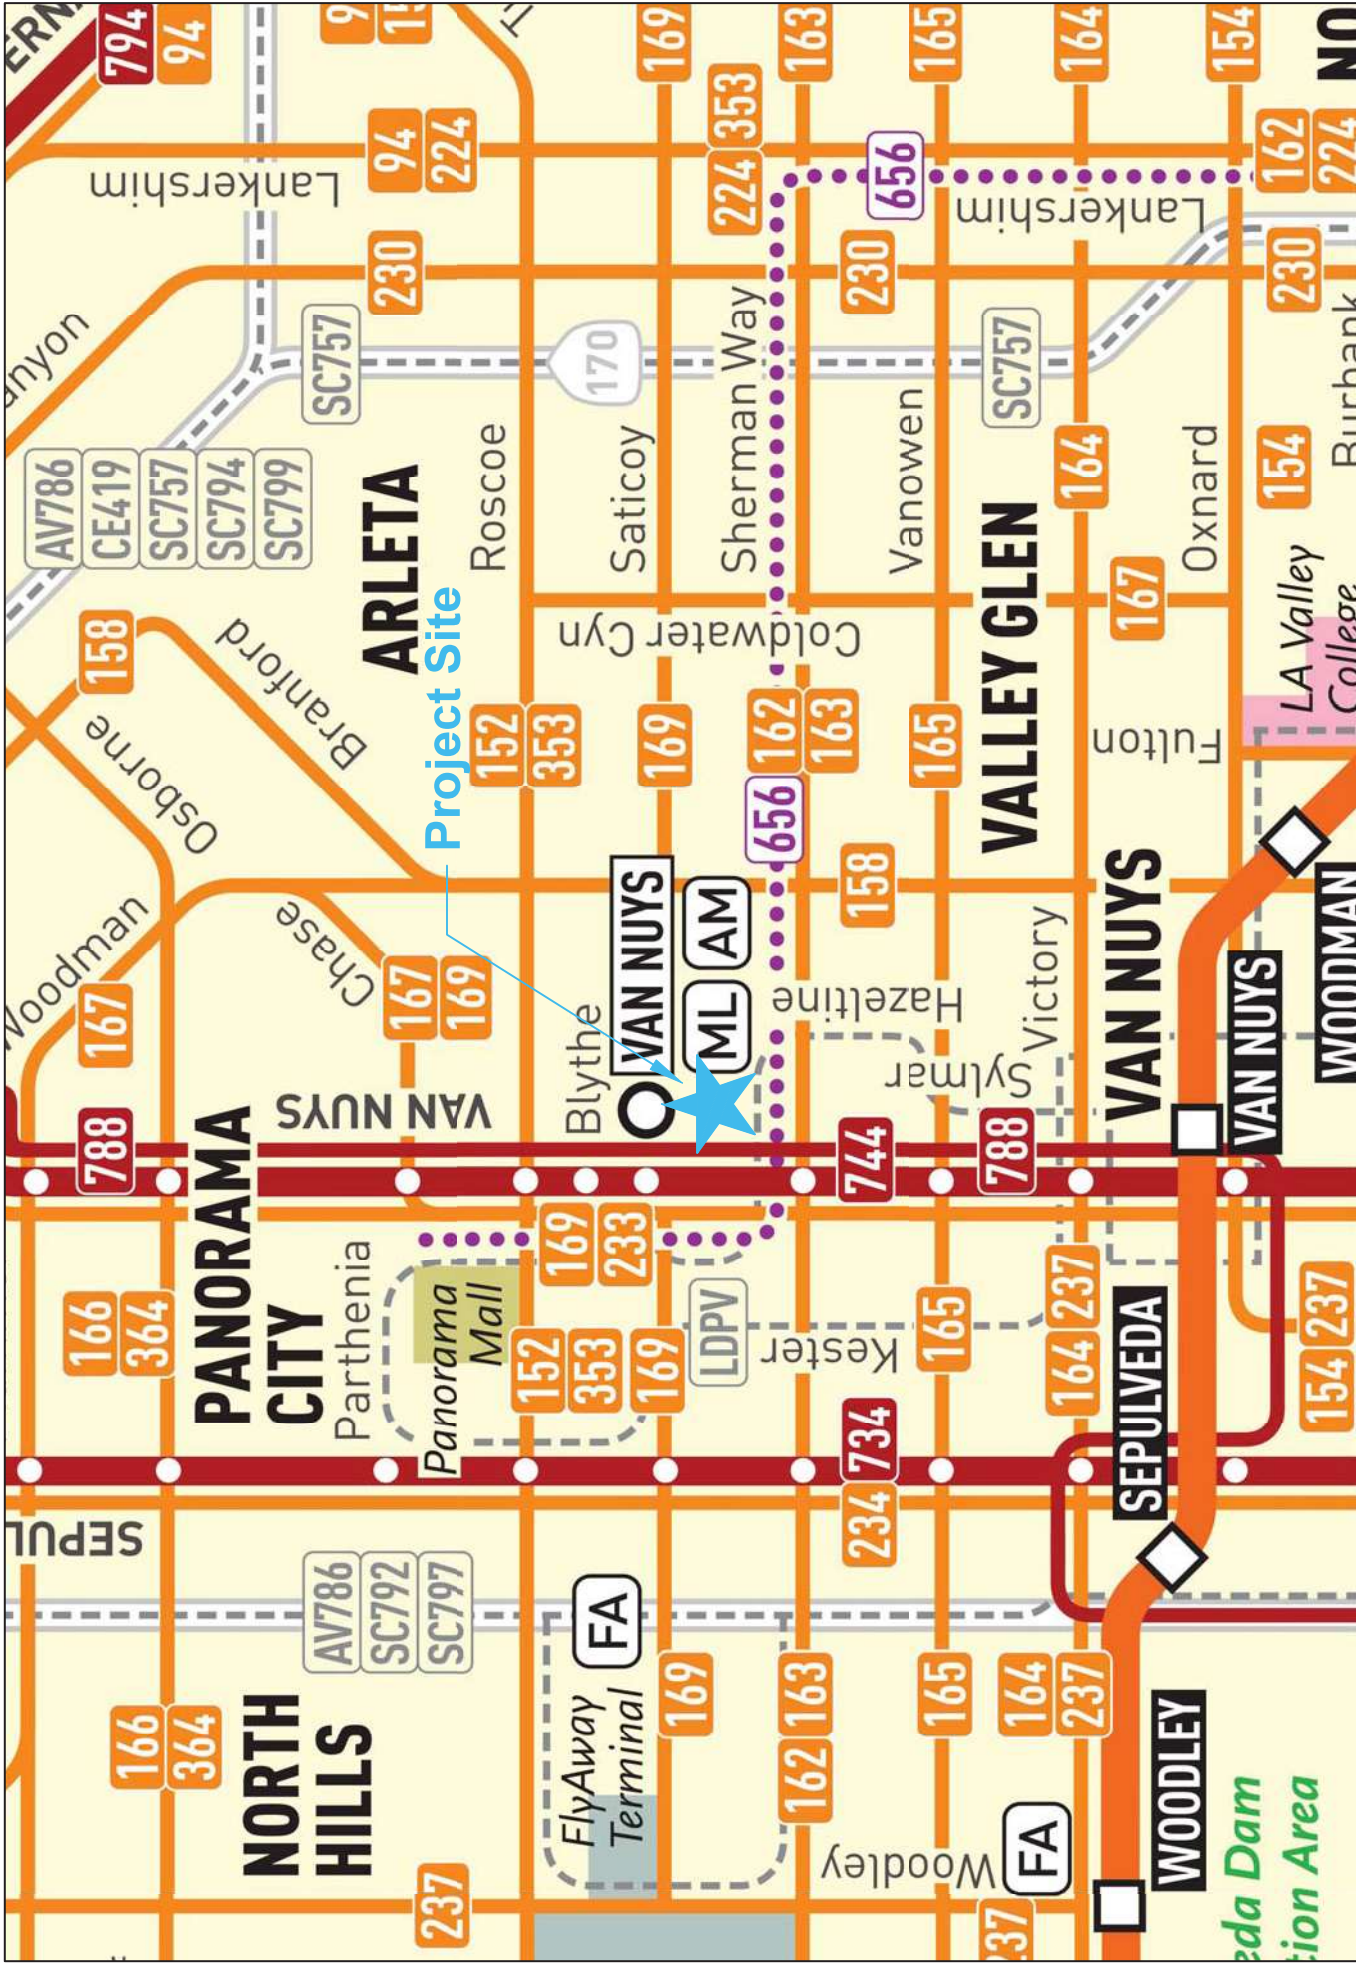 SEPUL
Woodman
anyon
ERNA
166
364
788
167
158
AV786
CE419
SC757
SC794
SC799
794
94
166
364
Osborne
Branford
Lankershim
NORTH
HILLS
PANORAMA
CITY
VAN NUYS
Chase
AV786
SC792
SC797
Parthenia
ARLETA
SC757
230
94
224
237
Panorama
Mall
167
169
Project Site
152
353
Roscoe
FlyAway
Terminal
FA
152
353
169
169
233
Blythe
VAN NUYS
ML
AM
169
Saticoy
170
169
169
LDPV
656
162
163
Coldwater Cyn
Sherman Way
224
353
163
162
163
Kester
Hazeltine
Woodley
234
734
744
158
230
656
165
165
Sylmar
165
Vanowen
165
237
FA
164
237
788
Victory
VALLEY GLEN
SC757
Lankershim
164
237
164
164
SEPULVEDA
VAN NUYS
Fulton
167
WOODLEY
Oxnard
154
eda Dam
tion Area
VAN NUYS
LA Valley
College
154
230
162
224
154
237
WOODMAN
Burbank
NO